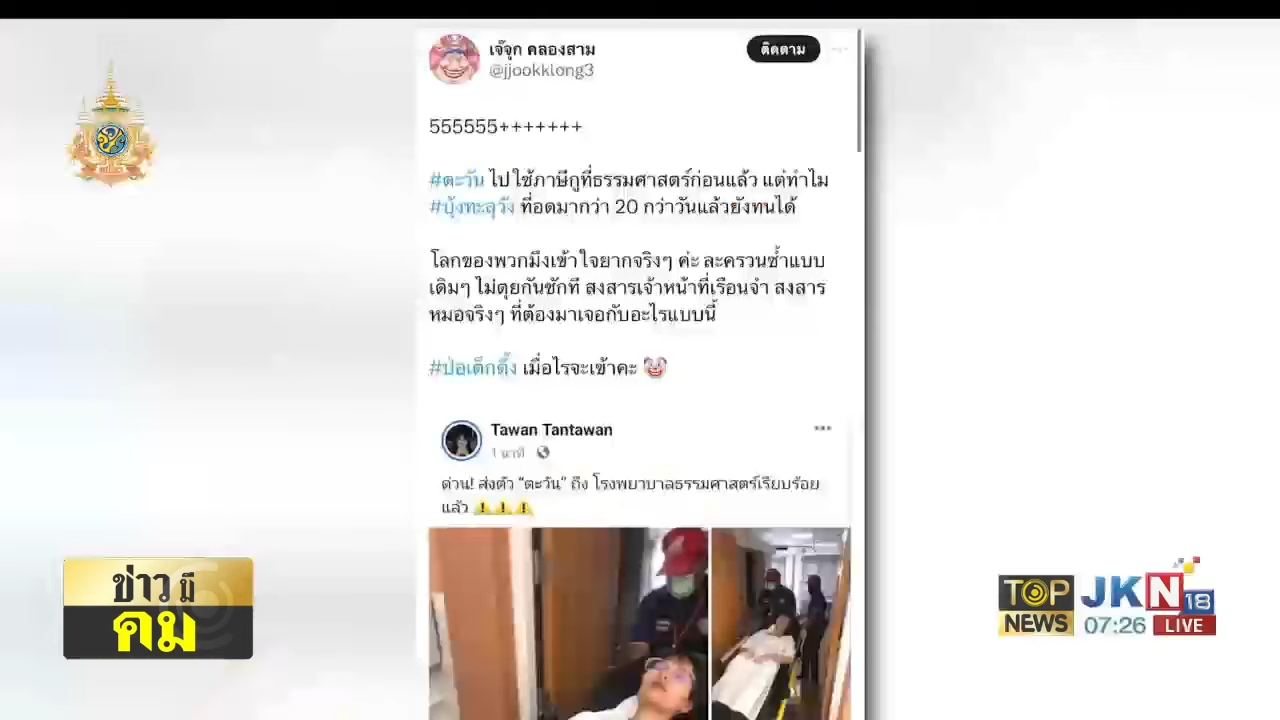 เจ๊จุก คลองสาม
ติดตาม
@jjookklong3
555555+++++++
#ตะวัน ไปใช้ภาษีกูที่ธรรมศาสตร์ก่อนแล้ว แต่ทำไม
#บุ้งทะลุวัง ที่อดมากว่า 20 กว่าวันแล้วยังทนได้
โลกของพวกมึงเข้าใจยากจริงๆ ค่ะ ละครวนซ้ำแบบ
เดิมๆ ไม่ตุยกันซักที สงสารเจ้าหน้าที่เรือนจำ สงสาร
หมอจริงๆ ที่ต้องมาเจอกับอะไรแบบนี้
#ป่อเต็กตึ๊ง เมื่อไรจะเข้าคะ
Tawan Tantawan
1 นาที
ด่วน! ส่งตัว "ตะวัน" ถึง โรงพยาบาลธรรมศาสตร์เรียบร้อย
แล้ว
ข่าวมี
คม
TOP
NEWS
JKN
18
07:26
LIVE